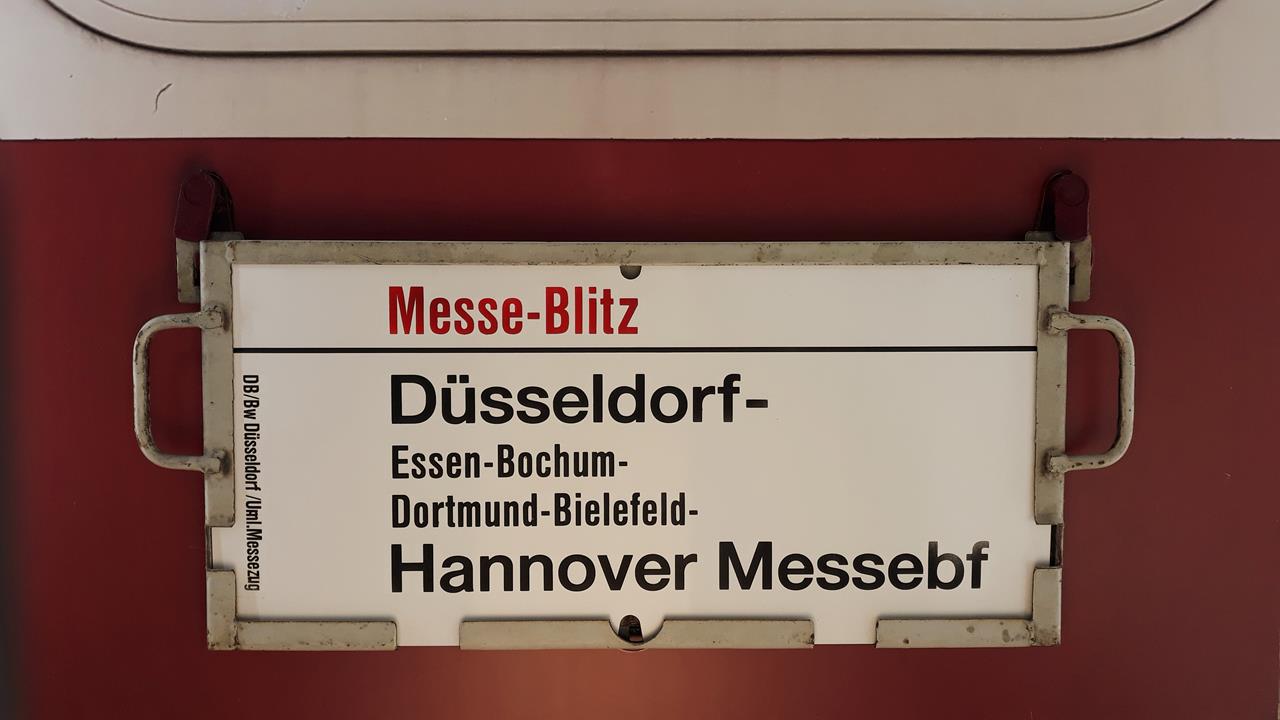 Messe-Blitz
Düsseldorf-
Essen-Bochum-
Dortmund-Bielefeld-
Hannover Messebf
DB/Bw Düsseldorf /Uml.Messezug